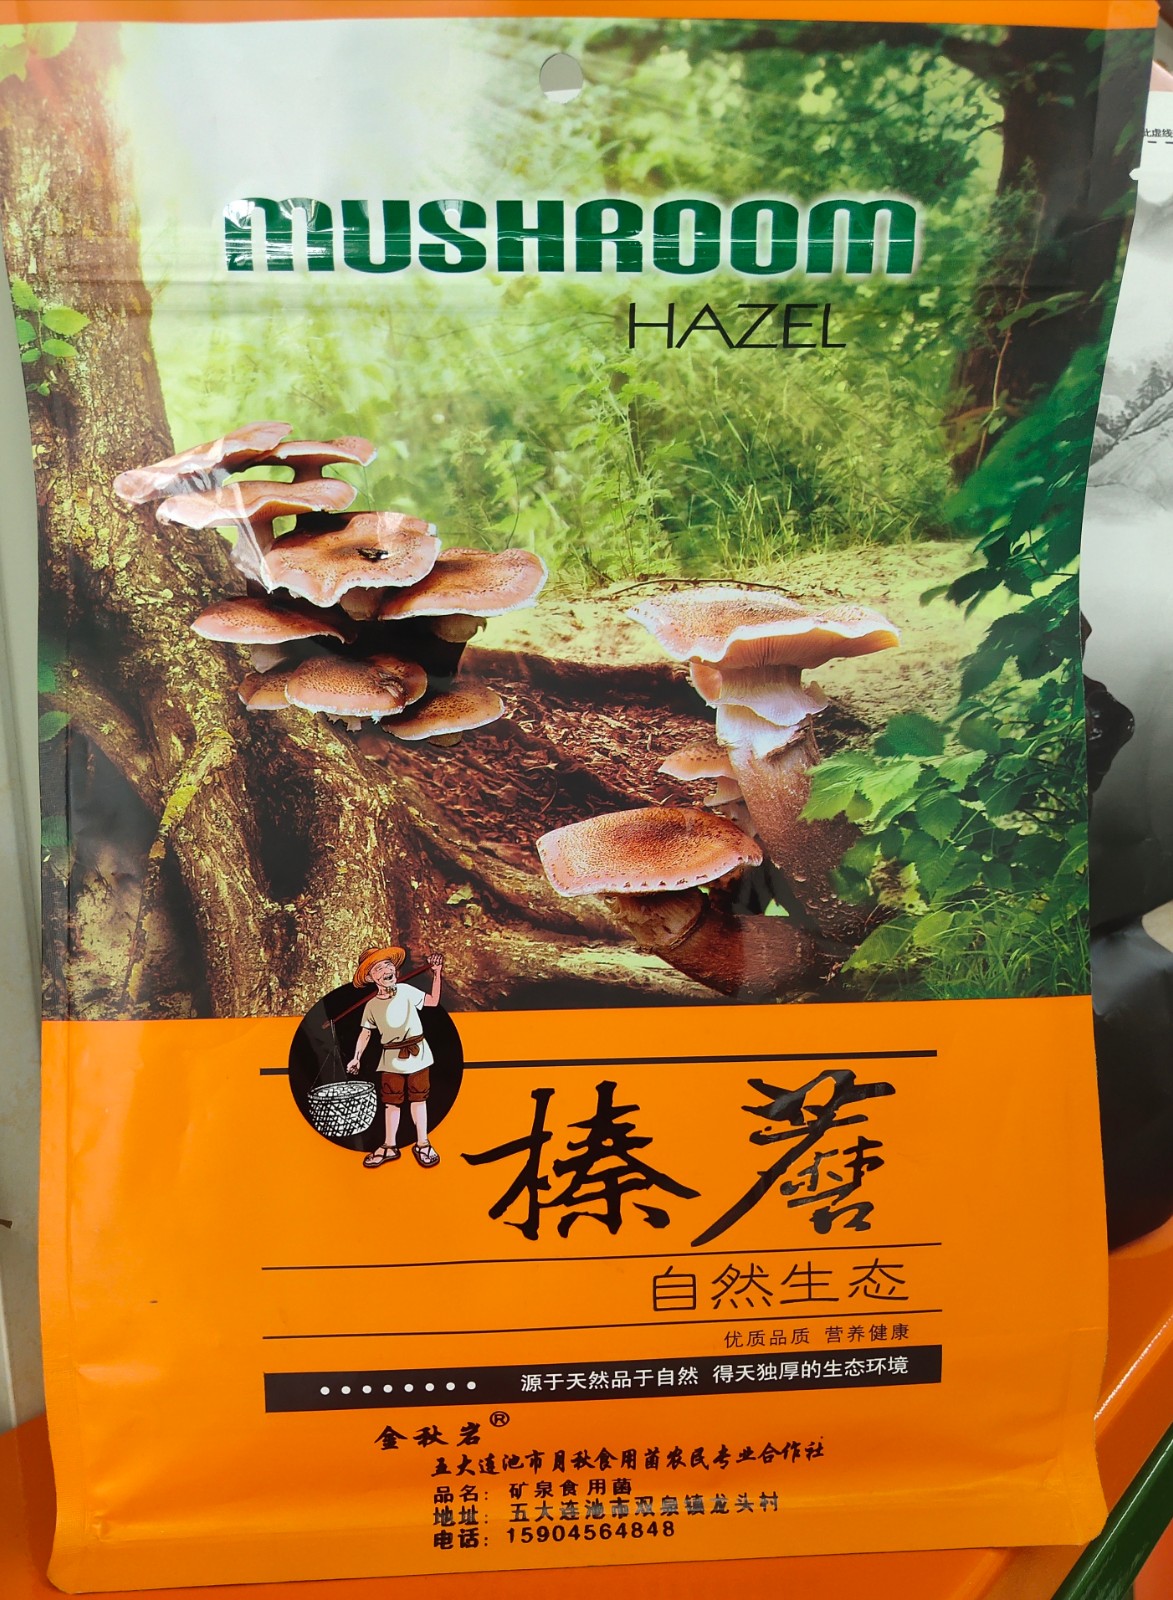 MUSHROOM
HAZEL
榛蘑
自然生态
优质品质 营养健康
源于天然品于自然 得天独厚的生态环境
金秋岩®
五大连池市月秋食用菌农民专业合作社
品名：矿泉食用菌
地址：五大连池市双泉镇龙头村
电话：15904564848
此虚线